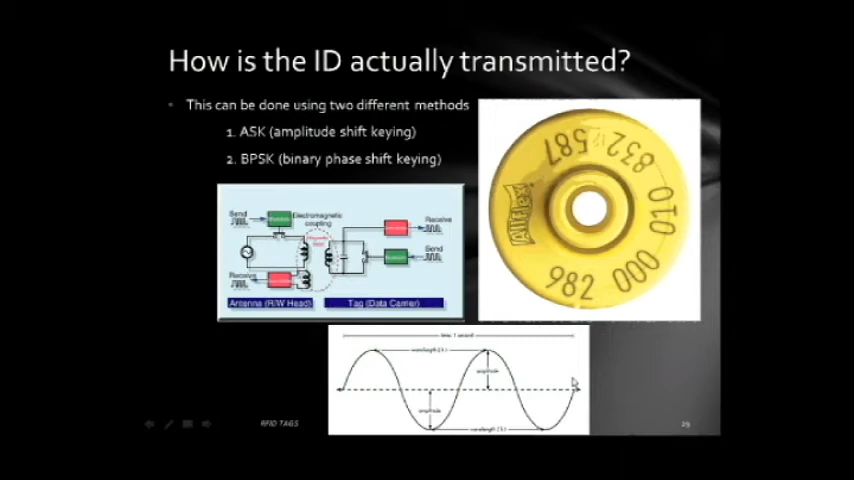 How is the ID actually transmitted?
• This can be done using two different methods
1. ASK (amplitude shift keying)
2. BPSK (binary phase shift keying)
Send
Electromagnetic
coupling
Receive
Send
Receive
Antenna (R/W Head)
Tag (Data Carrier)
Allflex
982 000 010 832 587
time: 1 second
wavelength (λ)
amplitude
amplitude
wavelength (λ)
RFID TAGS